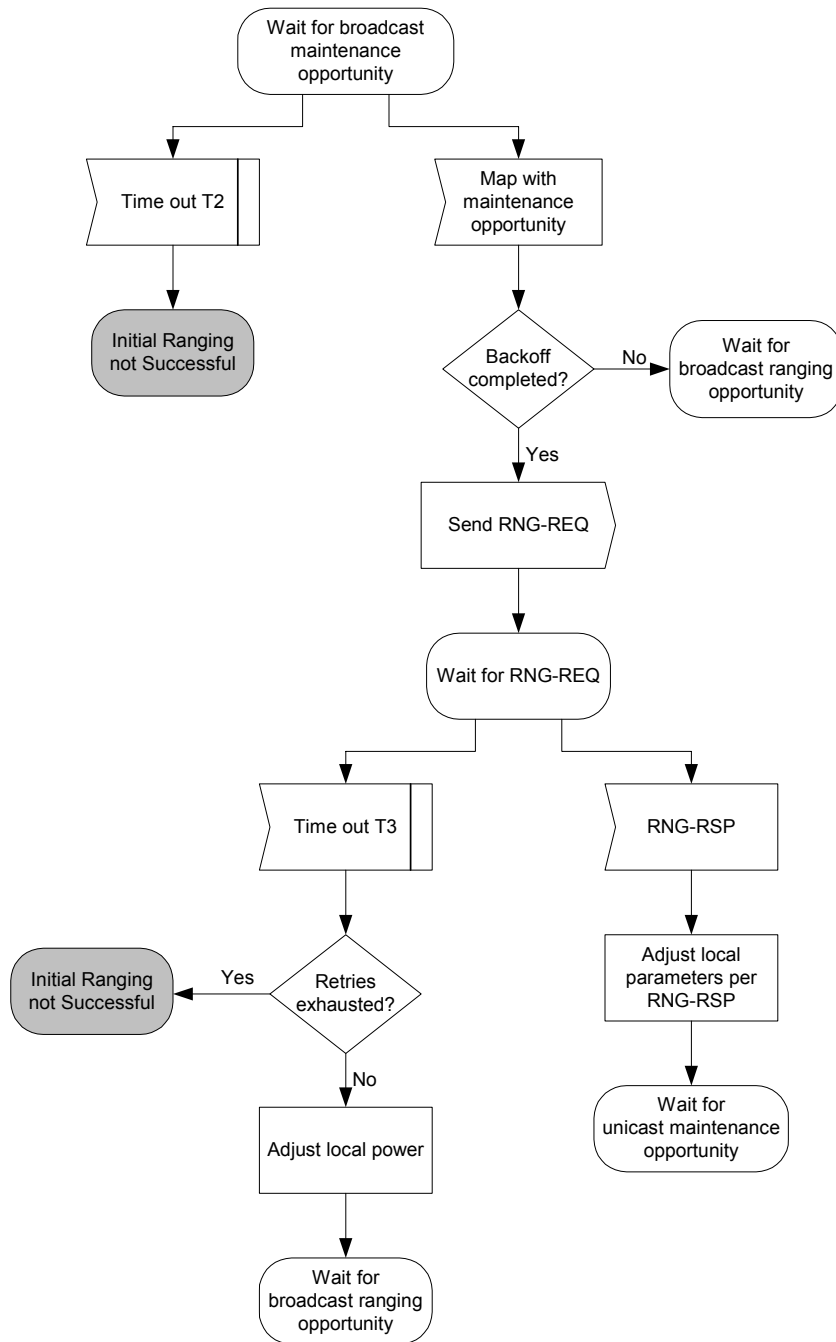 Wait for broadcast
maintenance
opportunity
Time out T2
Map with
maintenance
opportunity
Initial Ranging
not Successful
Backoff
completed?
No
Wait for
broadcast ranging
opportunity
Yes
Send RNG-REQ
Wait for RNG-REQ
Time out T3
RNG-RSP
Initial Ranging
not Successful
Yes
Retries
exhausted?
Adjust local
parameters per
RNG-RSP
No
Adjust local power
Wait for
unicast maintenance
opportunity
Wait for
broadcast ranging
opportunity